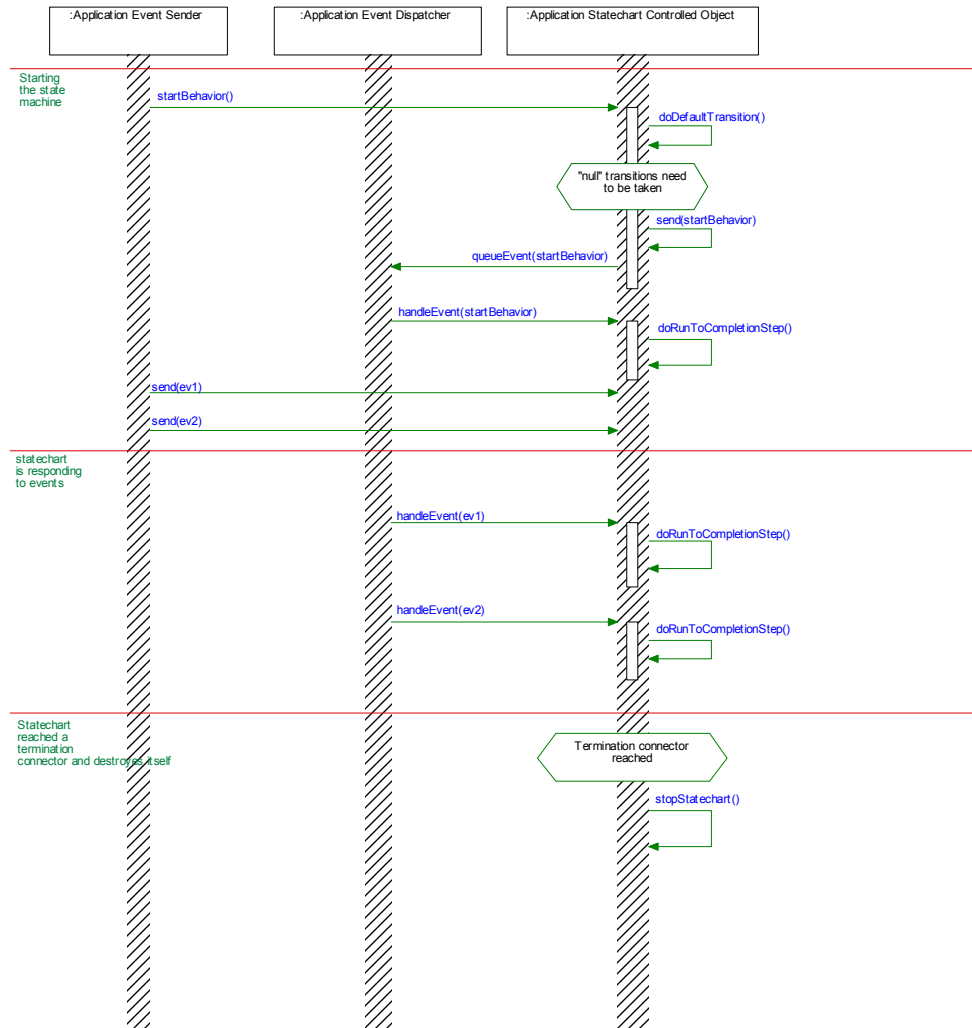 :Application Event Sender
:Application Event Dispatcher
:Application Statechart Controlled Object
Starting
the state
machine
startBehavior()
doDefaultTransition()
"null" transitions need
to be taken
send(startBehavior)
queueEvent(startBehavior)
handleEvent(startBehavior)
doRunToCompletionStep()
send(ev1)
send(ev2)
statechart
is responding
to events
handleEvent(ev1)
doRunToCompletionStep()
handleEvent(ev2)
doRunToCompletionStep()
Statechart
reached a
termination
connector and destroyes itself
Termination connector
reached
stopStatechart()